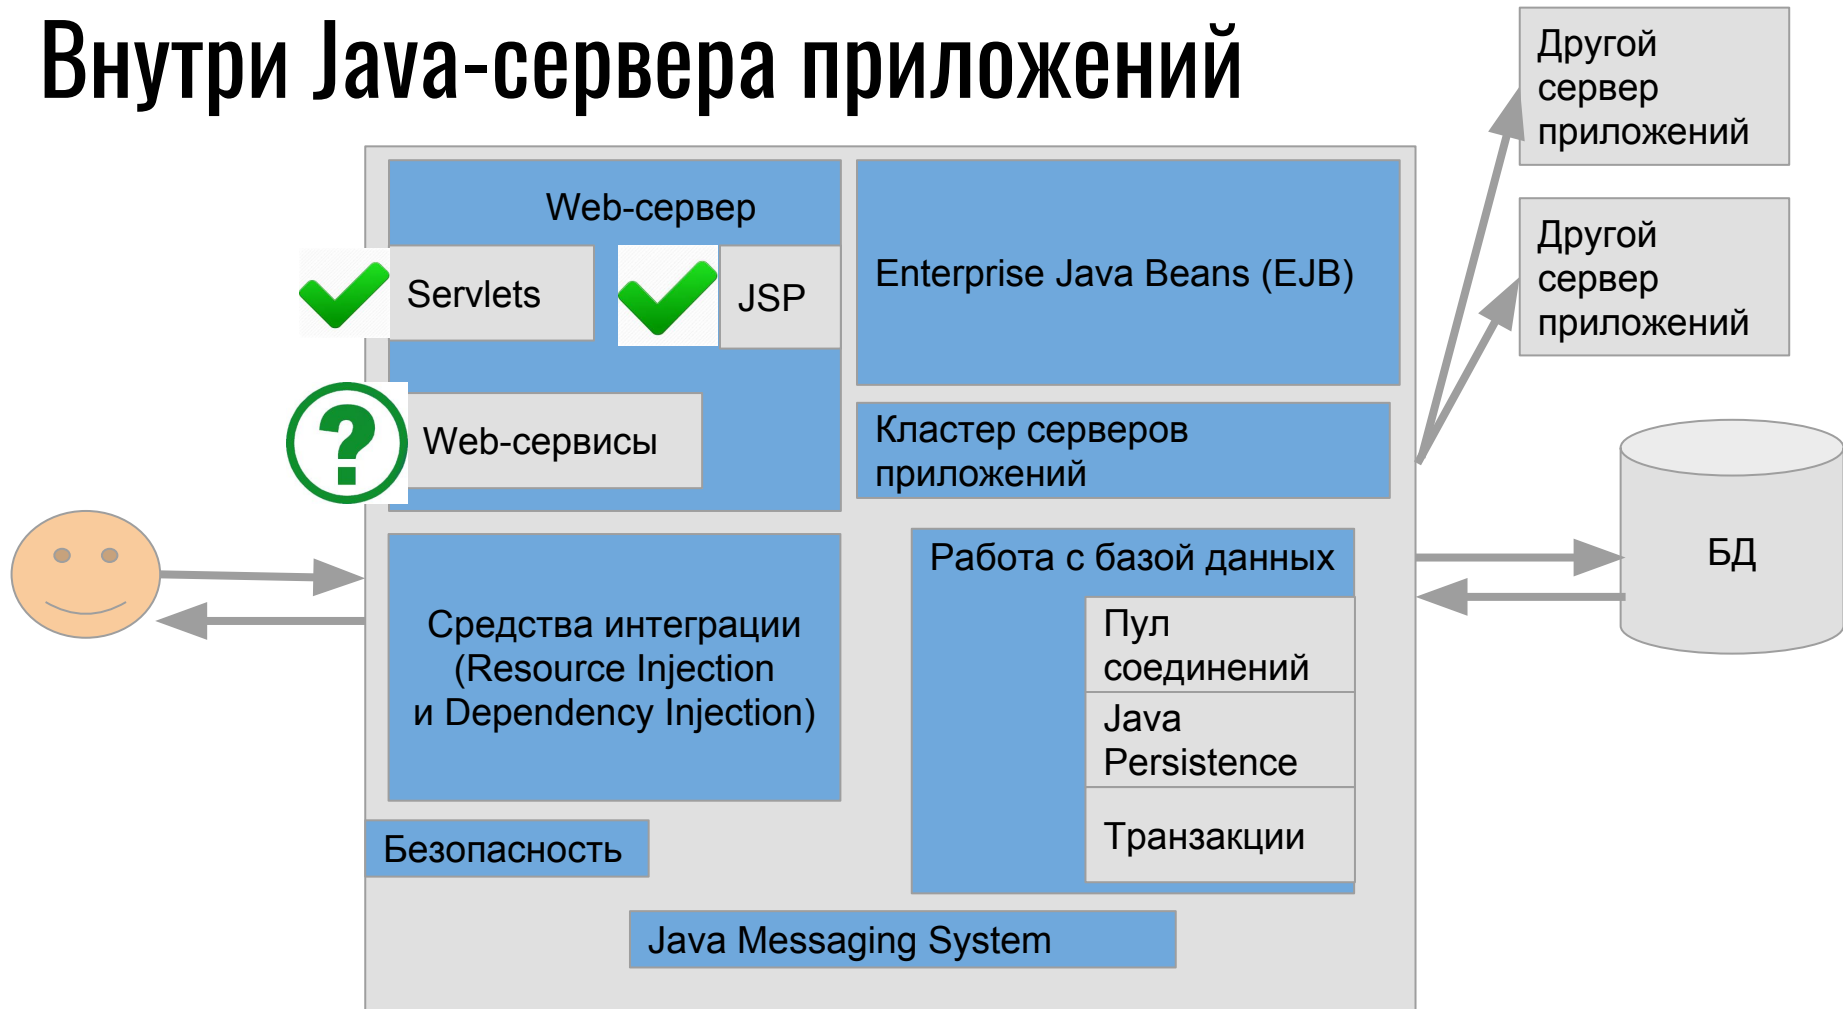 Внутри Java-сервера приложений
Другой
сервер
приложений
Web-сервер
Servlets
JSP
Web-сервисы
Enterprise Java Beans (EJB)
Кластер серверов
приложений
Другой
сервер
приложений
Средства интеграции
(Resource Injection
и Dependency Injection)
Работа с базой данных
Пул
соединений
Java
Persistence
Транзакции
БД
Безопасность
Java Messaging System